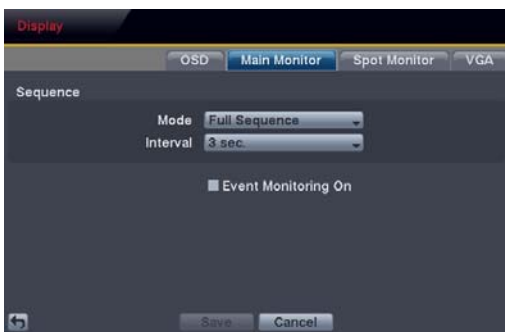 Display
OSD Main Monitor Spot Monitor VGA
Sequence
Mode Full Sequence
Interval 3 sec.
Event Monitoring On
Save Cancel